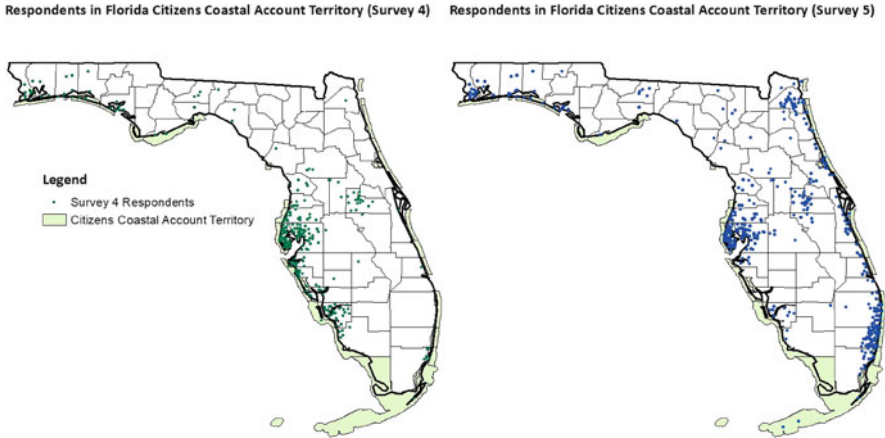 Respondents in Florida Citizens Coastal Account Territory (Survey 4)
Respondents in Florida Citizens Coastal Account Territory (Survey 5)
Legend
Survey 4 Respondents
Citizens Coastal Account Territory